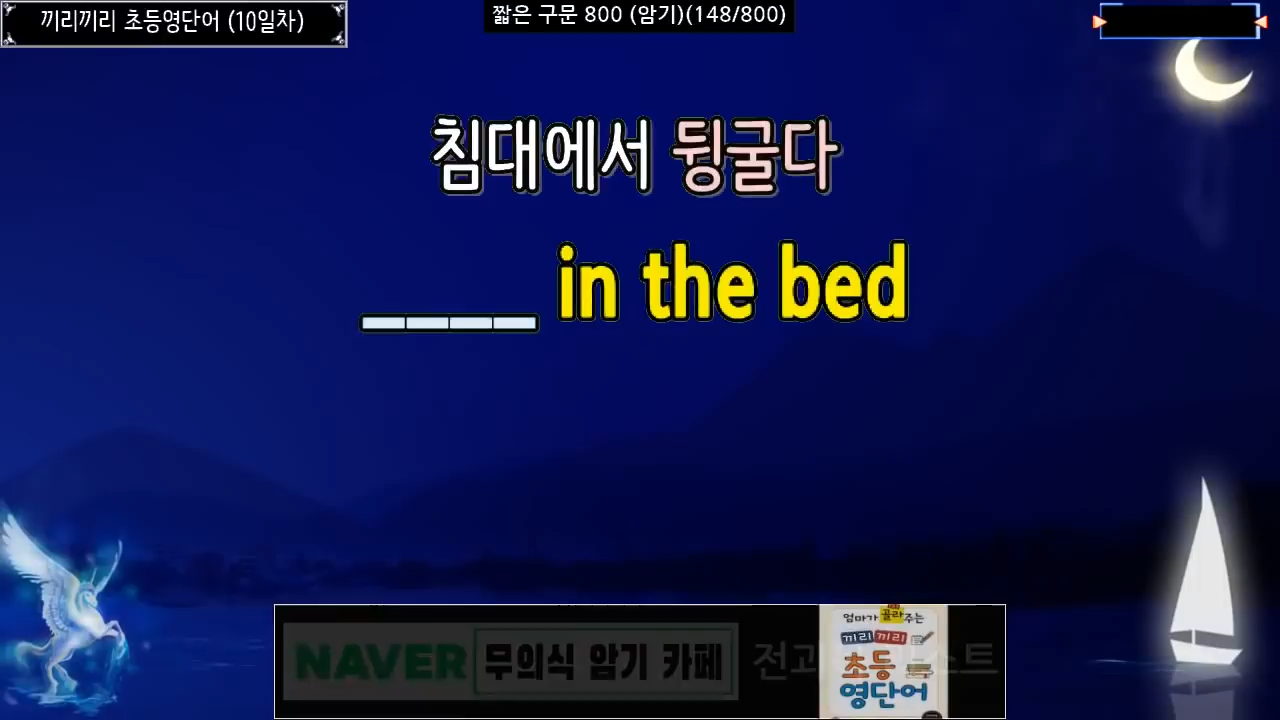 끼리끼리 초등영단어 (10일차)
짧은 구문 800 (암기)(148/800)
침대에서 뒹굴다
____ in the bed
NAVER 무의식 암기 카페
엄마가 골라주는
끼리끼리
초등
영단어